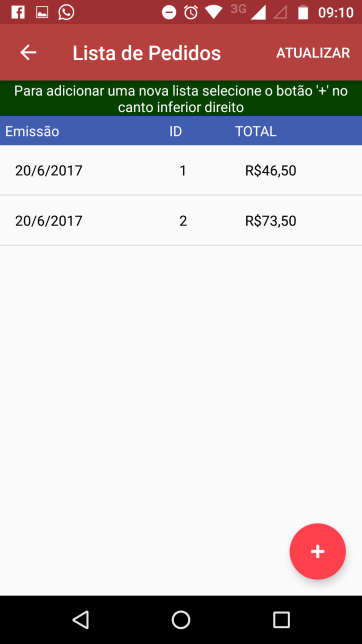 3G 09:10
Lista de Pedidos ATUALIZAR
Para adicionar uma nova lista selecione o botão '+' no
canto inferior direito
Emissão ID TOTAL
20/6/2017 1 R$46,50
20/6/2017 2 R$73,50
+